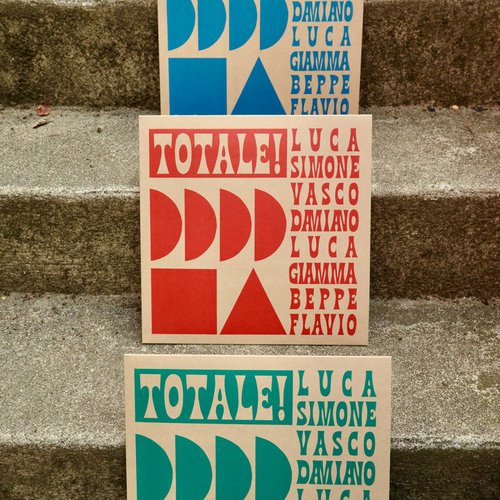 DAMIANO
LUCA
GIAMMA
BEPPE
FLAVIO
TOTALE!
LUCA
SIMONE
VASCO
DAMIANO
LUCA
GIAMMA
BEPPE
FLAVIO
TOTALE!
LUCA
SIMONE
VASCO
DAMIANO
LUCA